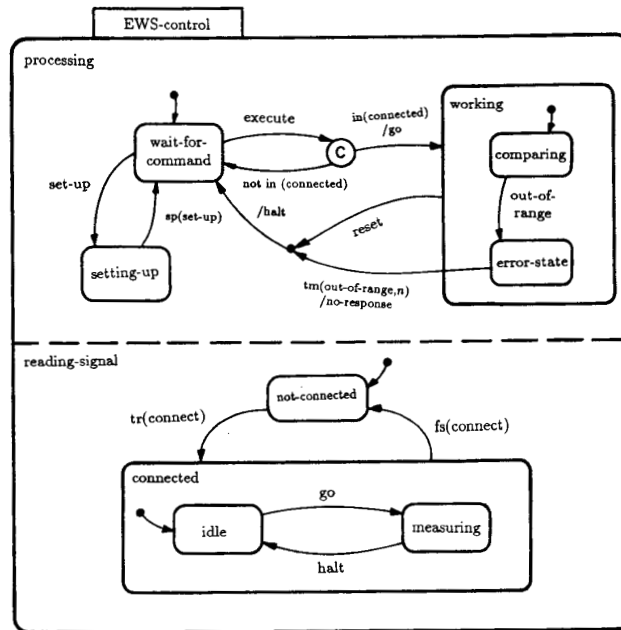 EWS-control
processing
execute
in(connected)
/go
working
wait-for-
command
C
comparing
not in (connected)
set-up
sp(set-up)
/halt
out-of-
range
reset
setting-up
error-state
tm(out-of-range,n)
/no-response
reading-signal
not-connected
tr(connect)
fs(connect)
connected
go
idle
measuring
halt